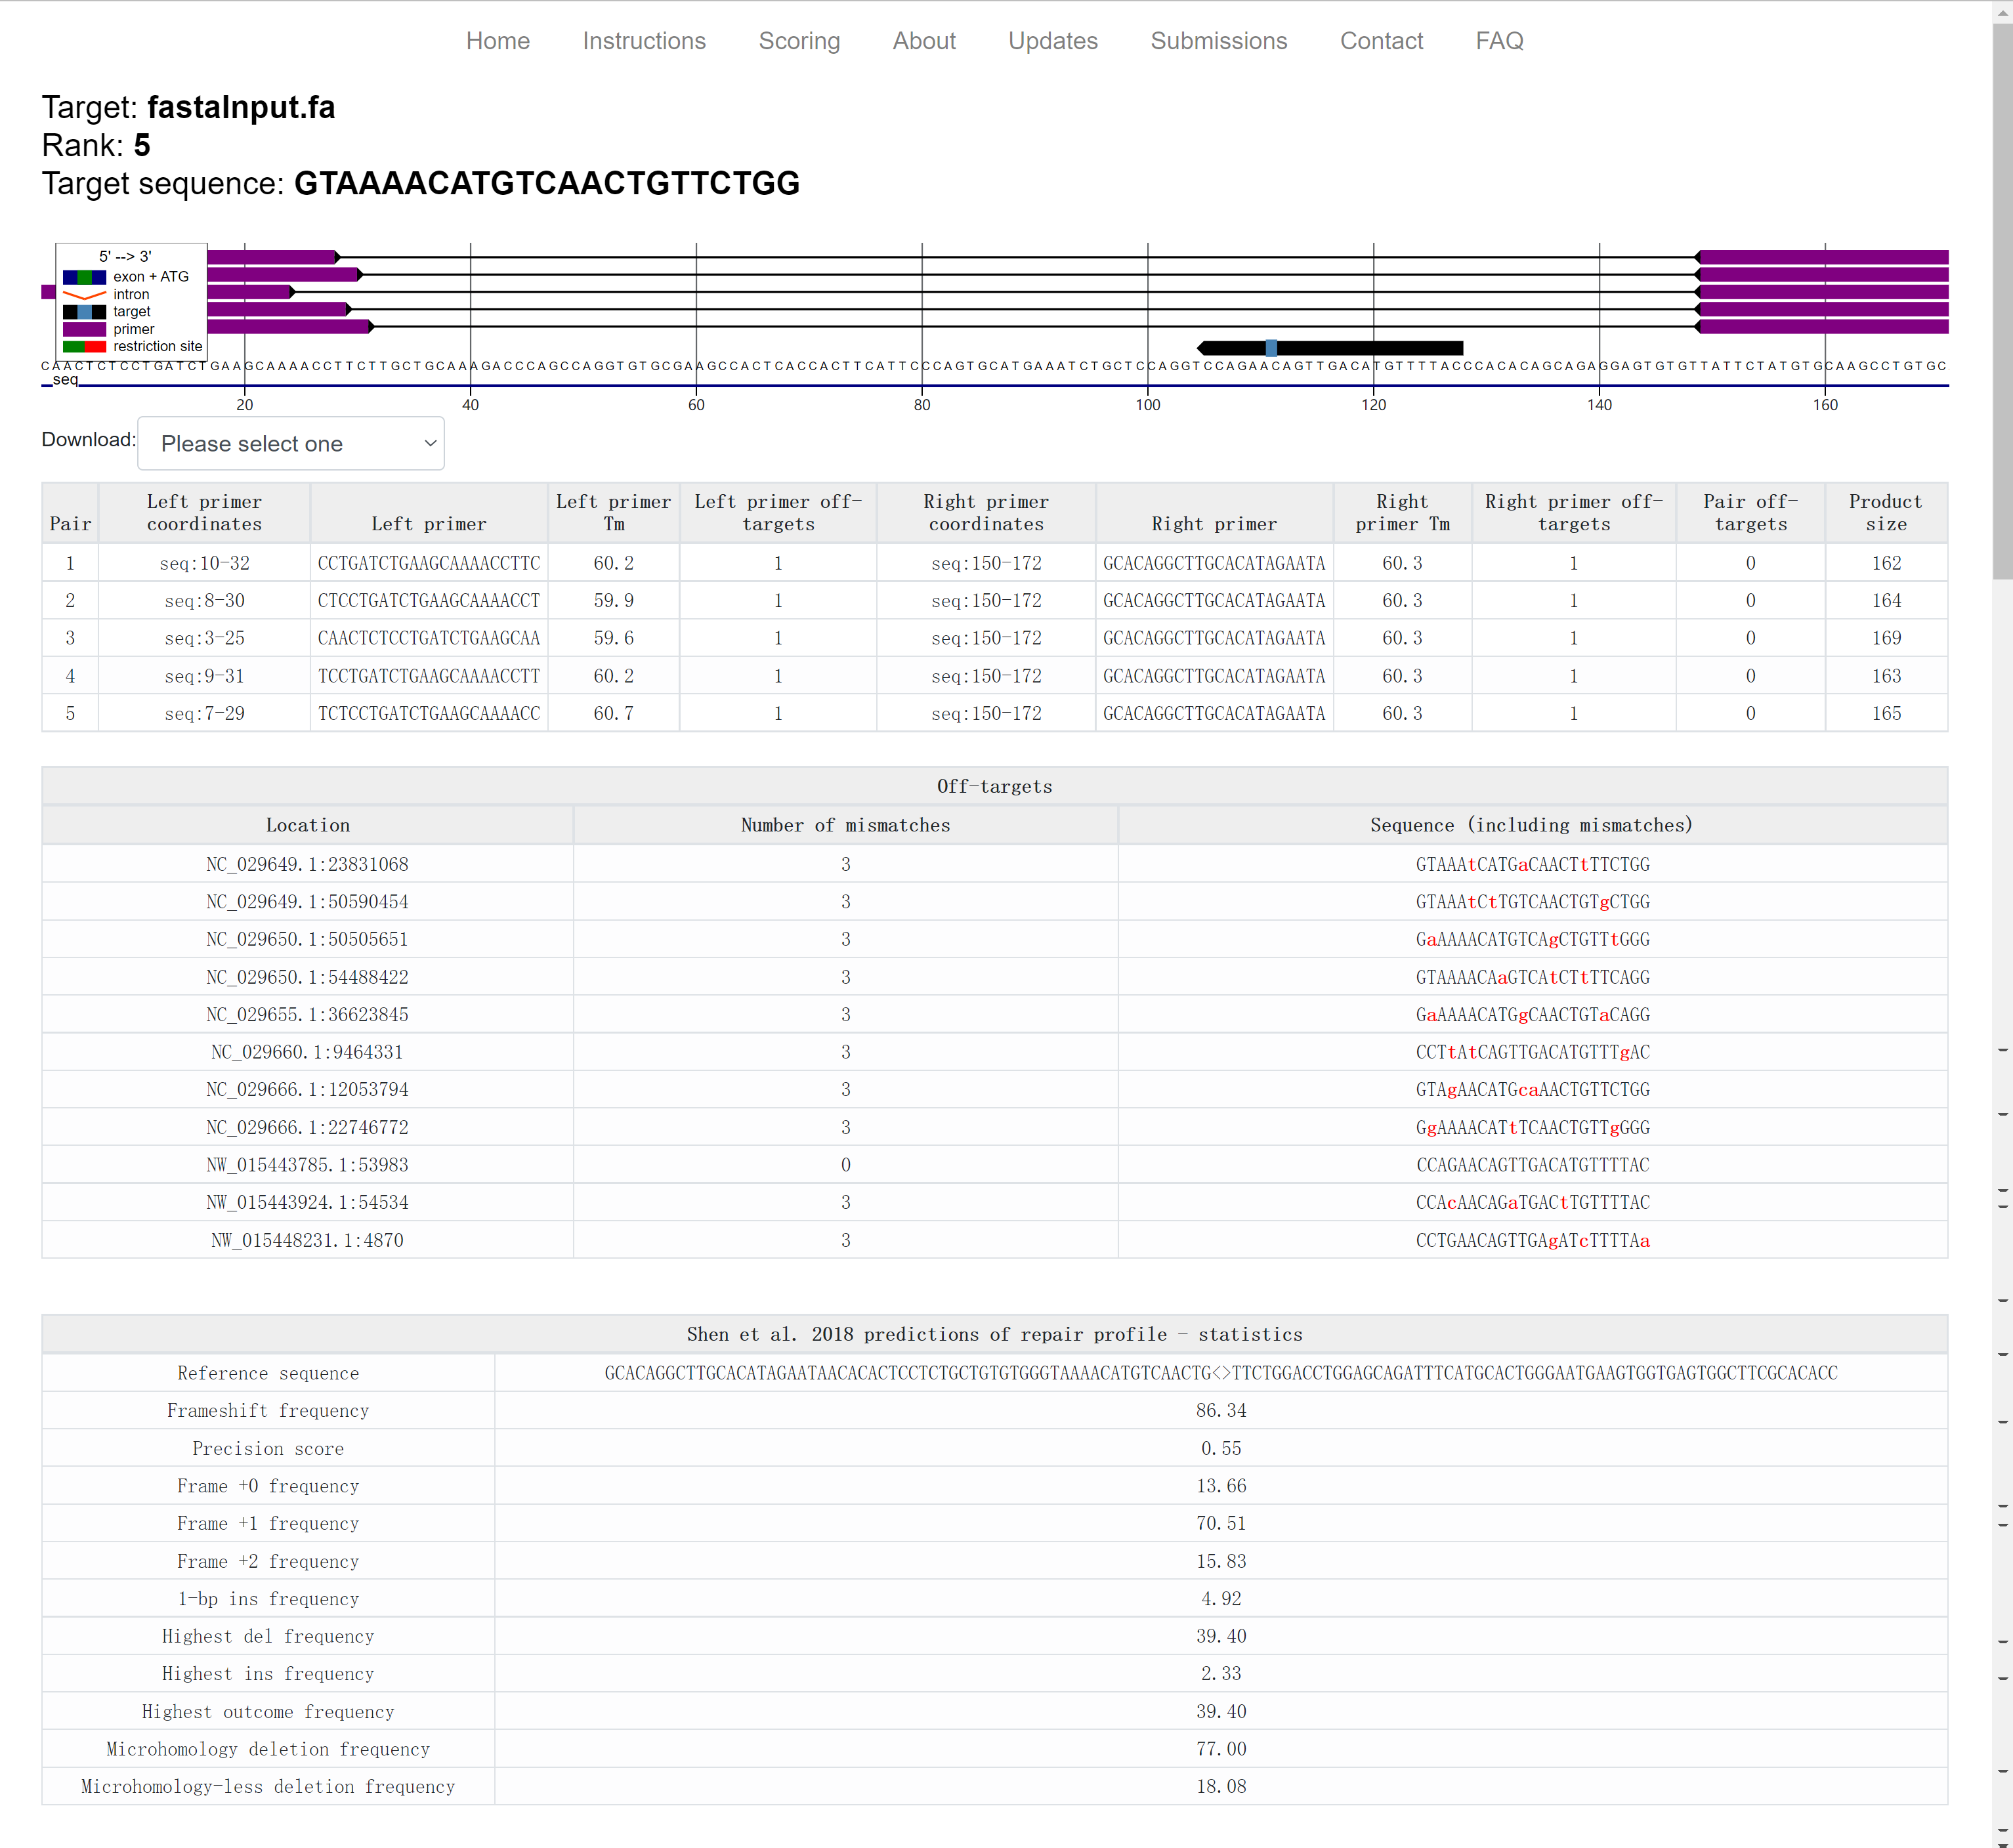 Home Instructions Scoring About Updates Submissions Contact FAQ
Target: fastaInput.fa
Rank: 5
Target sequence: GTAAAACATGTCAACTGTTCTGG
5' --> 3'
exon + ATG
intron
target
primer
restriction site
CAACTCTCCTGATCTGAAGCAAAACCTTCTTGCTGCAAAGACCCAGCCAGGTGTGCGAAGCCACTCACCACTTCATTCCCAGTGCATGAAATCTGCTCCAGGTCCAGAACAGTTGACATGTTTTACCCACACAGCAGAGGAGTGTGTTATTCTATGTGCAAGCCTGTGC
seq
20 40 60 80 100 120 140 160
Download: Please select one
Pair Left primer coordinates Left primer Left primer Tm Left primer off-targets Right primer coordinates Right primer Right primer Tm Right primer off-targets Pair off-targets Product size
1 seq:10-32 CCTGATCTGAAGCAAAACCTTC 60.2 1 seq:150-172 GCACAGGCTTGCACATAGAATA 60.3 1 0 162
2 seq:8-30 CTCCTGATCTGAAGCAAAACCT 59.9 1 seq:150-172 GCACAGGCTTGCACATAGAATA 60.3 1 0 164
3 seq:3-25 CAACTCTCCTGATCTGAAGCAA 59.6 1 seq:150-172 GCACAGGCTTGCACATAGAATA 60.3 1 0 169
4 seq:9-31 TCCTGATCTGAAGCAAAACCTT 60.2 1 seq:150-172 GCACAGGCTTGCACATAGAATA 60.3 1 0 163
5 seq:7-29 TCTCCTGATCTGAAGCAAAACC 60.7 1 seq:150-172 GCACAGGCTTGCACATAGAATA 60.3 1 0 165
Off-targets
Location Number of mismatches Sequence (including mismatches)
NC_029649.1:23831068 3 GTAAAtCATGaCAACTtTTCTGG
NC_029649.1:50590454 3 GTAAAtCtTGTCAACTGTgCTGG
NC_029650.1:50505651 3 GaAAAACATGTCAgCTGTTtGGG
NC_029650.1:54488422 3 GTAAAACAaGTCAtCTtTTCAGG
NC_029655.1:36623845 3 GaAAAACATGgCAACTGTaCAGG
NC_029660.1:9464331 3 CCTtAtCAGTTGACATGTTTgAC
NC_029666.1:12053794 3 GTAgAACATGcaAACTGTTCTGG
NC_029666.1:22746772 3 GgAAAACATtTCAACTGTTgGGG
NW_015443785.1:53983 0 CCAGAACAGTTGACATGTTTTAC
NW_015443924.1:54534 3 CCAcAACAGaTGACtTGTTTTAC
NW_015448231.1:4870 3 CCTGAACAGTTGAgATcTTTTAa
Shen et al. 2018 predictions of repair profile - statistics
Reference sequence GCACAGGCTTGCACATAGAATAACACACTCCTCTGCTGTGTGGGTAAAACATGTCAACTG<>TTCTGGACCTGGAGCAGATTTCATGCACTGGGAATGAAGTGGTGAGTGGCTTCGCACACC
Frameshift frequency 86.34
Precision score 0.55
Frame +0 frequency 13.66
Frame +1 frequency 70.51
Frame +2 frequency 15.83
1-bp ins frequency 4.92
Highest del frequency 39.40
Highest ins frequency 2.33
Highest outcome frequency 39.40
Microhomology deletion frequency 77.00
Microhomology-less deletion frequency 18.08